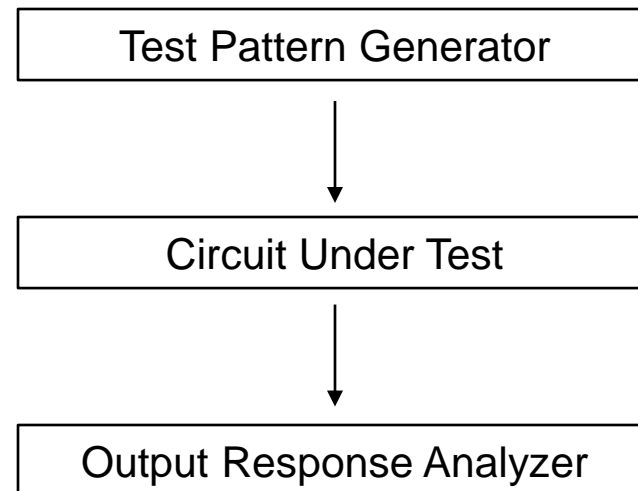 Test Pattern Generator
Circuit Under Test
Output Response Analyzer